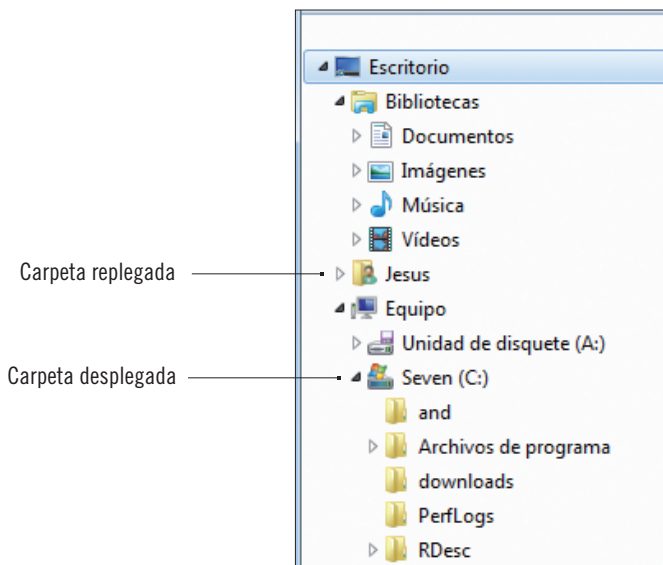 Escritorio
Bibliotecas
Documentos
Imágenes
Música
Vídeos
Carpeta replegada
Jesus
Equipo
Unidad de disquete (A:)
Carpeta desplegada
Seven (C:)
and
Archivos de programa
downloads
PerfLogs
RDesc